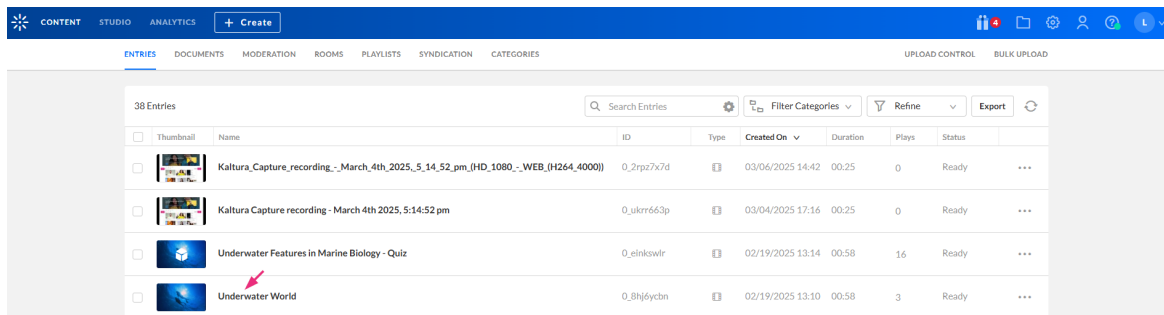 CONTENT STUDIO ANALYTICS + Create 4 L
ENTRIES DOCUMENTS MODERATION ROOMS PLAYLISTS SYNDICATION CATEGORIES UPLOAD CONTROL BULK UPLOAD
38 Entries Search Entries Filter Categories Refine Export
Thumbnail Name ID Type Created On Duration Plays Status
Kaltura_Capture_recording_-_March_4th_2025,_5_14_52_pm_(HD_1080_-_WEB_(H264_4000)) 0_2rpz7x7d 03/06/2025 14:42 00:25 0 Ready
Kaltura Capture recording - March 4th 2025, 5:14:52 pm 0_ukrr663p 03/04/2025 17:16 00:25 0 Ready
Underwater Features in Marine Biology - Quiz 0_einkswlr 02/19/2025 13:14 00:58 16 Ready
Underwater World 0_8hj6ycbn 02/19/2025 13:10 00:58 3 Ready